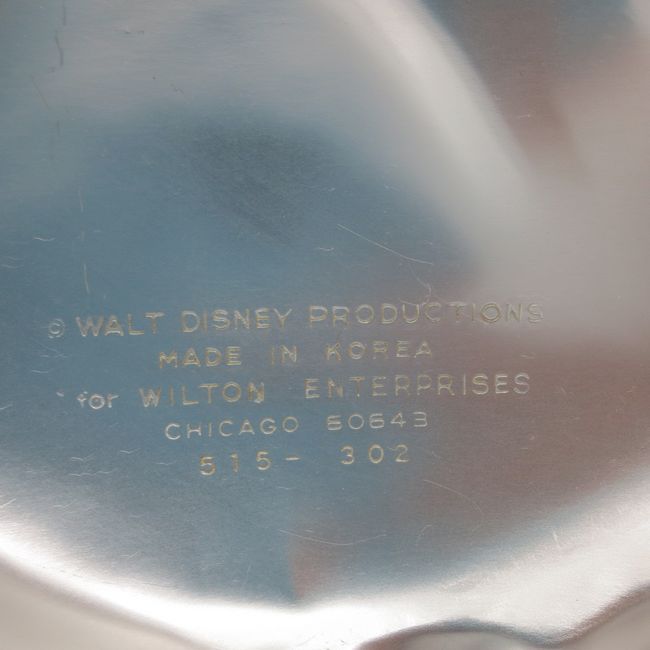 © WALT DISNEY PRODUCTIONS
MADE IN KOREA
for WILTON ENTERPRISES
CHICAGO 60643
515-302